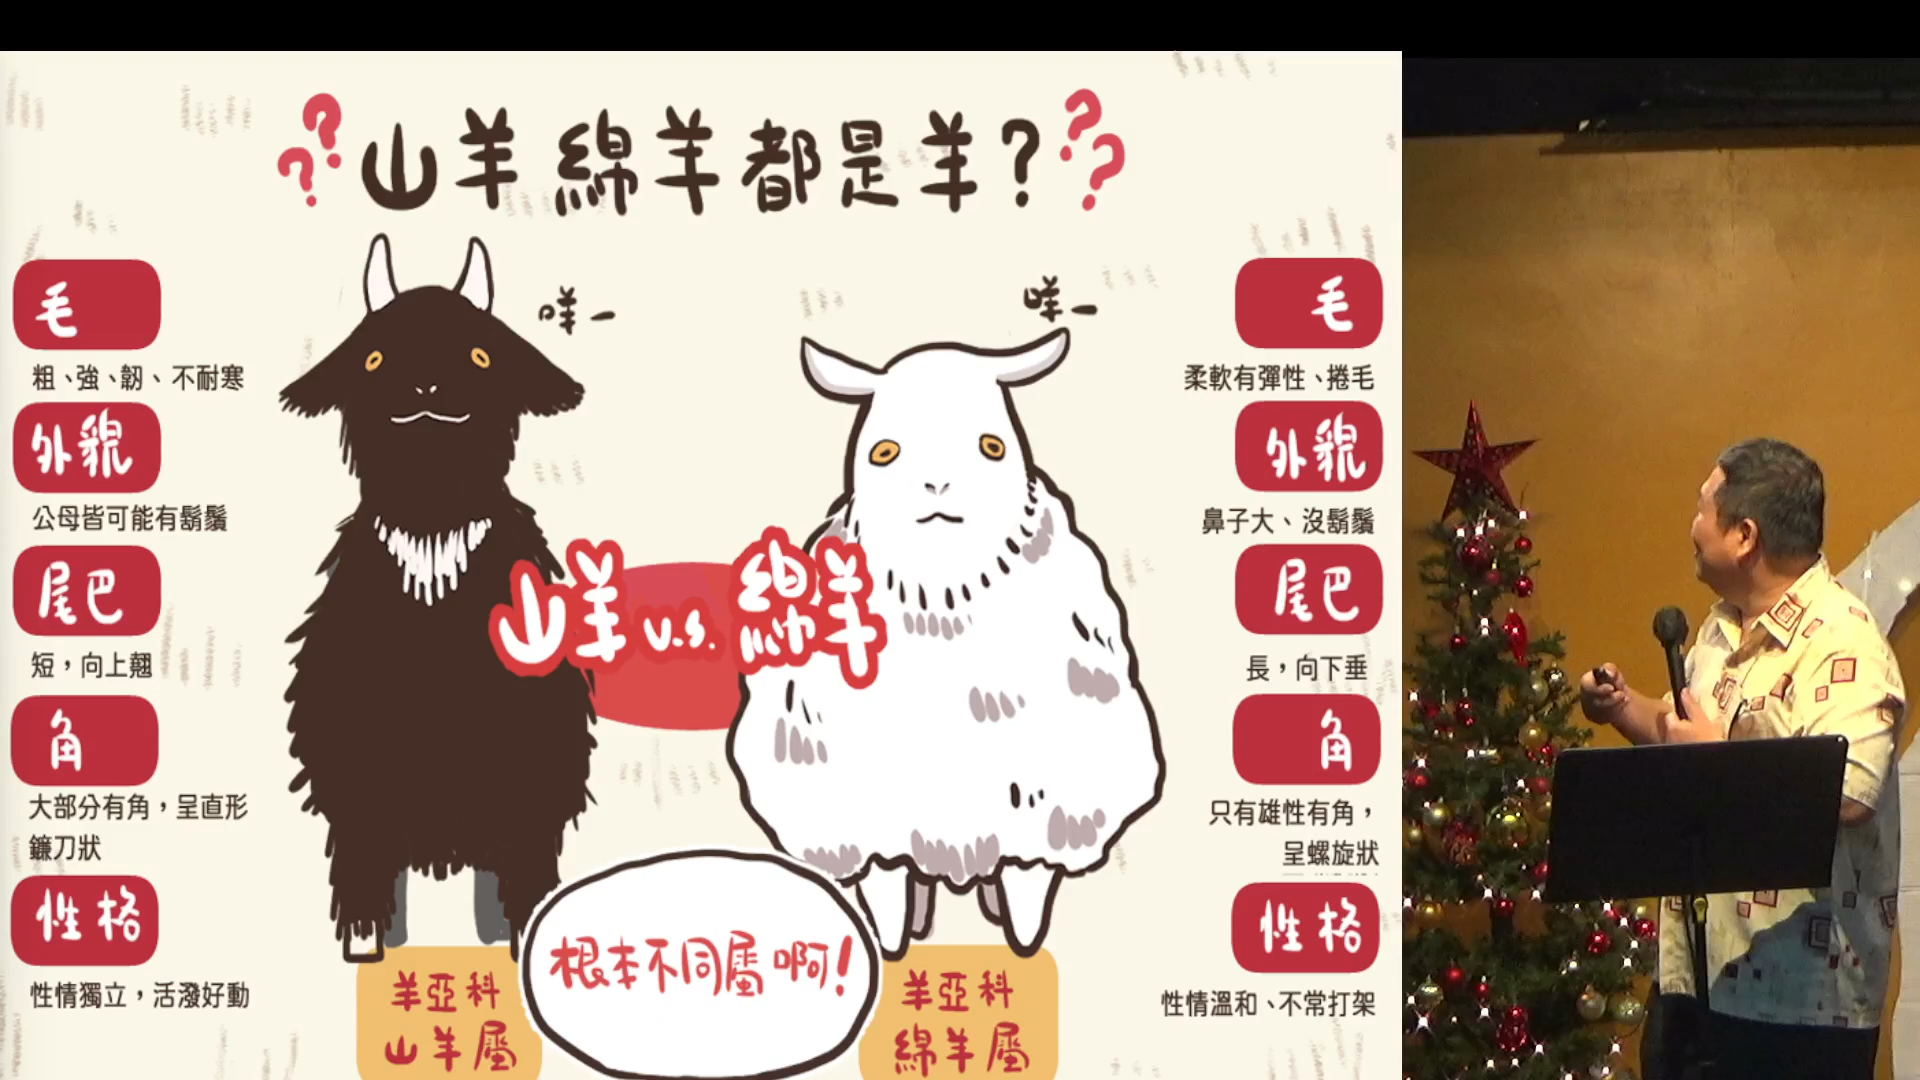 山羊 綿羊都是羊？
咩－
咩－
毛
粗、強、韌、不耐寒
外貌
公母皆可能有鬍鬚
尾巴
短，向上翹
角
大部分有角，呈直形
鐮刀狀
性格
性情獨立，活潑好動
山羊 v.s. 綿羊
毛
柔軟有彈性、捲毛
外貌
鼻子大、沒鬍鬚
尾巴
長，向下垂
角
只有雄性有角，
呈螺旋狀
性格
性情溫和、不常打架
羊亞科
山羊屬
根本不同屬啊！
羊亞科
綿羊屬